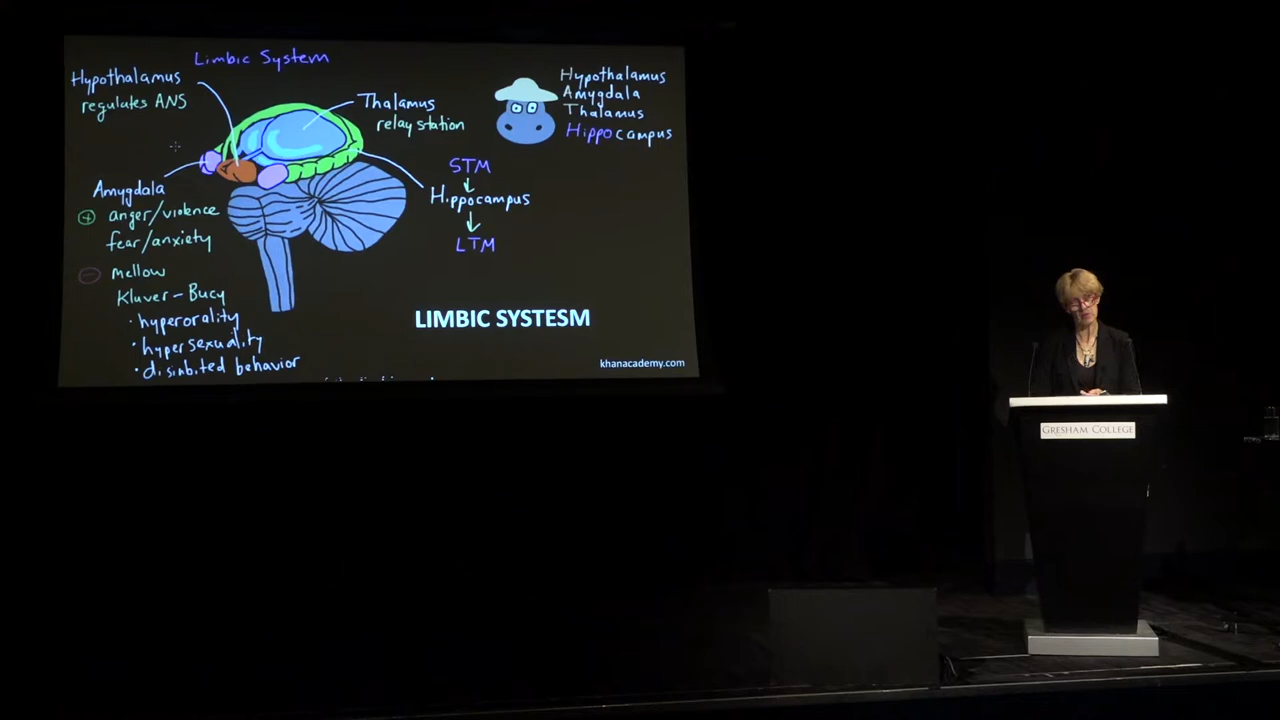 Limbic System
Hypothalamus
regulates ANS
Thalamus
relay station
Amygdala
anger/violence
fear/anxiety
mellow
Kluver - Bucy
· hyperorality
· hypersexuality
· disinbited behavior
STM
Hippocampus
LTM
Hypothalamus
Amygdala
Thalamus
Hippocampus
LIMBIC SYSTESM
khanacademy.com
GRESHAM COLLEGE